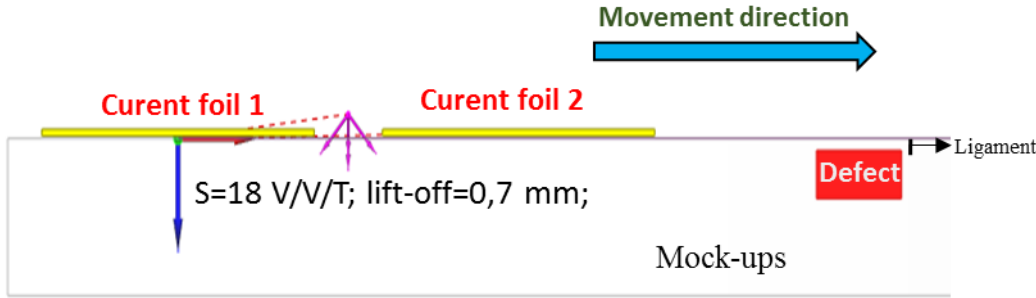 Movement direction
Curent foil 1
Curent foil 2
Ligament
Defect
S=18 V/V/T; lift-off=0,7 mm;
Mock-ups